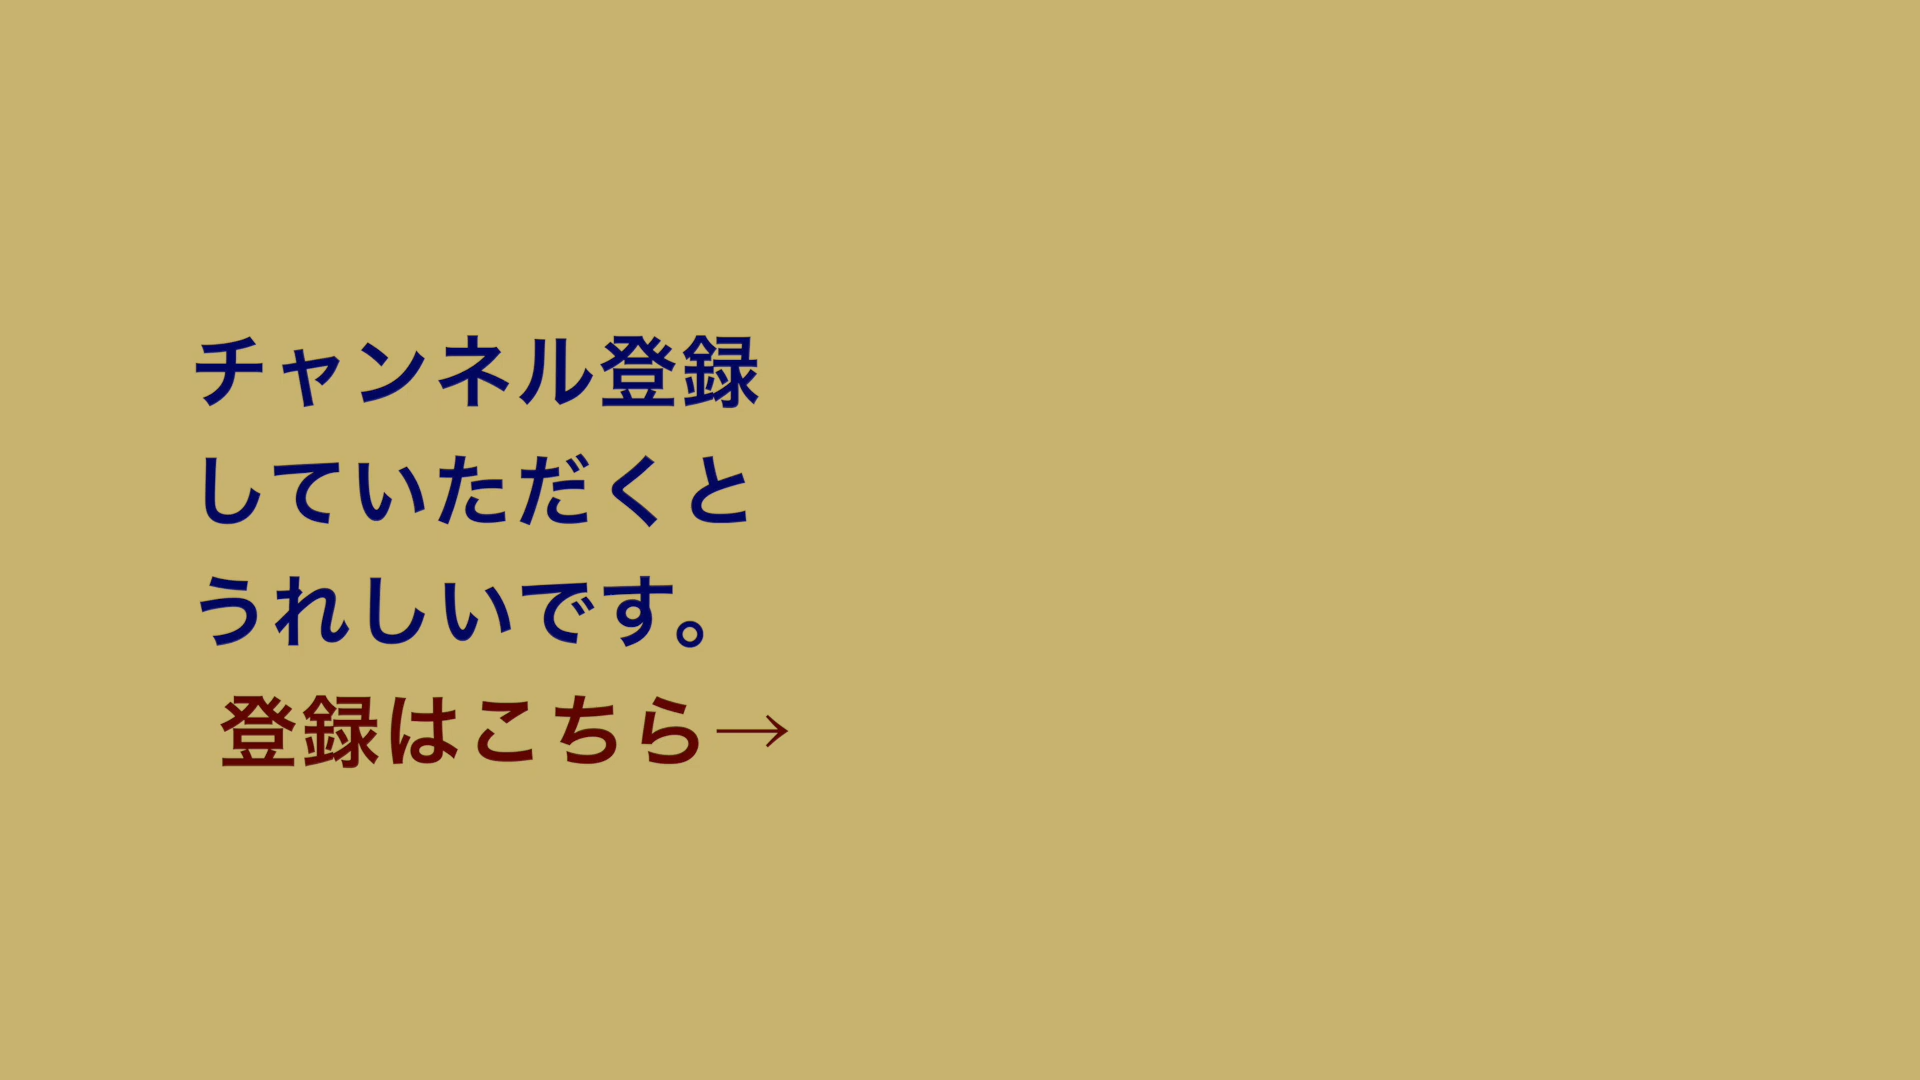 チャンネル登録
していただくと
うれしいです。
登録はこちら→